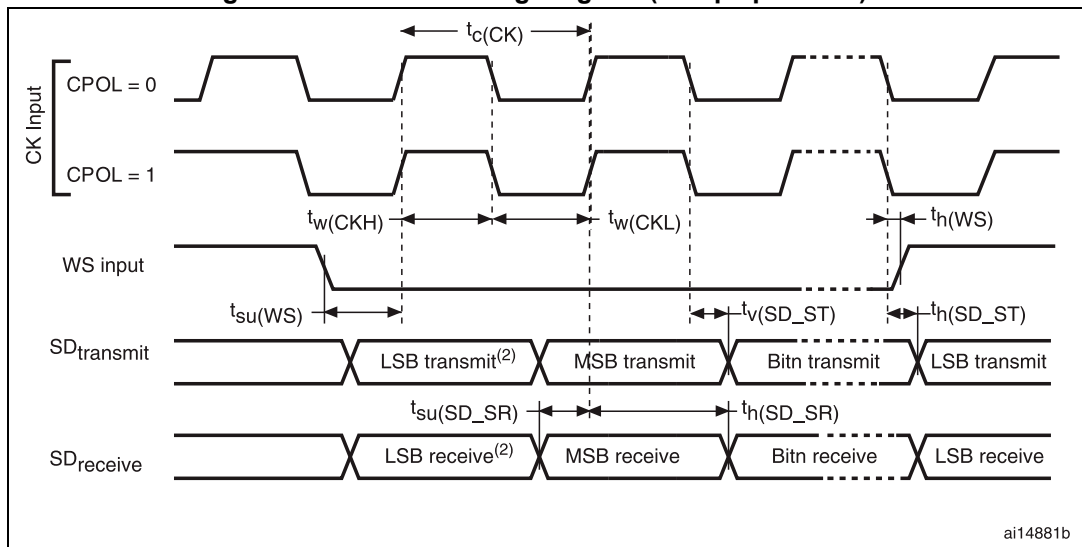 tc(CK)
CK Input
CPOL = 0
CPOL = 1
tw(CKH)
tw(CKL)
th(WS)
WS input
tsu(WS)
tv(SD_ST)
th(SD_ST)
SDtransmit
LSB transmit(2)
MSB transmit
Bitn transmit
LSB transmit
tsu(SD_SR)
th(SD_SR)
SDreceive
LSB receive(2)
MSB receive
Bitn receive
LSB receive
ai14881b